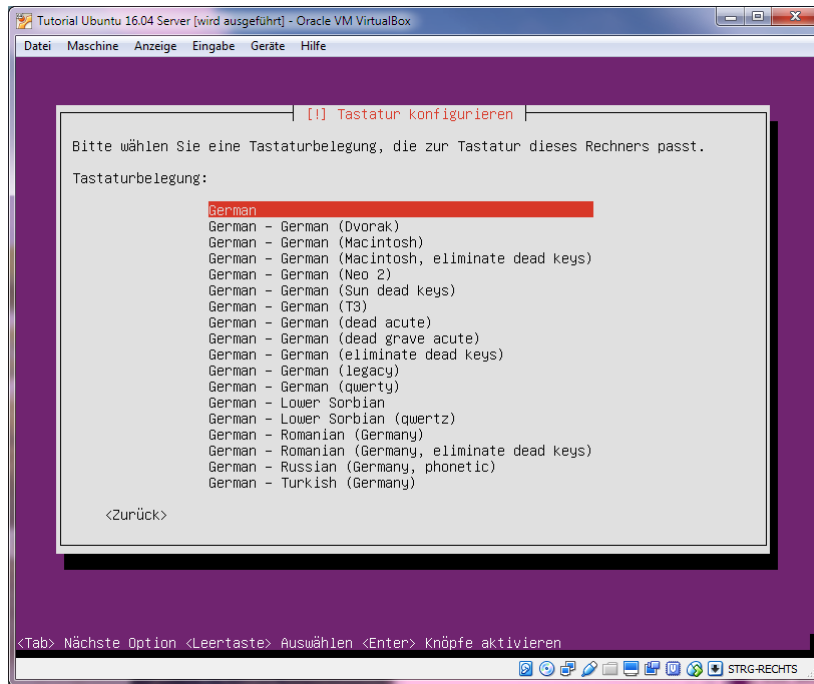 Tutorial Ubuntu 16.04 Server [wird ausgeführt] - Oracle VM VirtualBox
Datei Maschine Anzeige Eingabe Geräte Hilfe
[!] Tastatur konfigurieren
Bitte wählen Sie eine Tastaturbelegung, die zur Tastatur dieses Rechners passt.
Tastaturbelegung:
German
German - German (Dvorak)
German - German (Macintosh)
German - German (Macintosh, eliminate dead keys)
German - German (Neo 2)
German - German (Sun dead keys)
German - German (T3)
German - German (dead acute)
German - German (dead grave acute)
German - German (eliminate dead keys)
German - German (legacy)
German - German (qwerty)
German - Lower Sorbian
German - Lower Sorbian (qwertz)
German - Romanian (Germany)
German - Romanian (Germany, eliminate dead keys)
German - Russian (Germany, phonetic)
German - Turkish (Germany)
<Zurück>
<Tab> Nächste Option <Leertaste> Auswählen <Enter> Knöpfe aktivieren
STRG-RECHTS